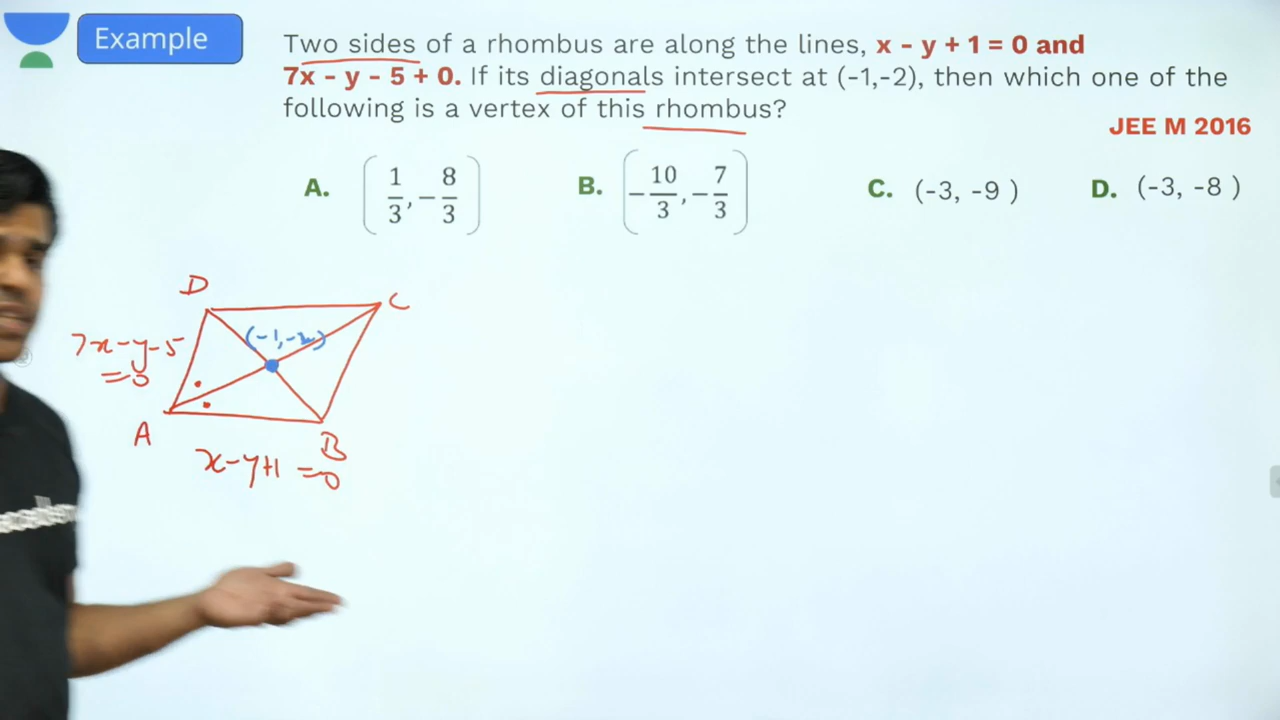 Example
Two sides of a rhombus are along the lines, x - y + 1 = 0 and
7x - y - 5 + 0. If its diagonals intersect at (-1,-2), then which one of the
following is a vertex of this rhombus?
JEE M 2016
A. (1/3, -8/3)
B. (-10/3, -7/3)
C. (-3, -9 )
D. (-3, -8 )
D
C
(-1,-2)
7x-y-5
=0
A
B
x-y+1 =0